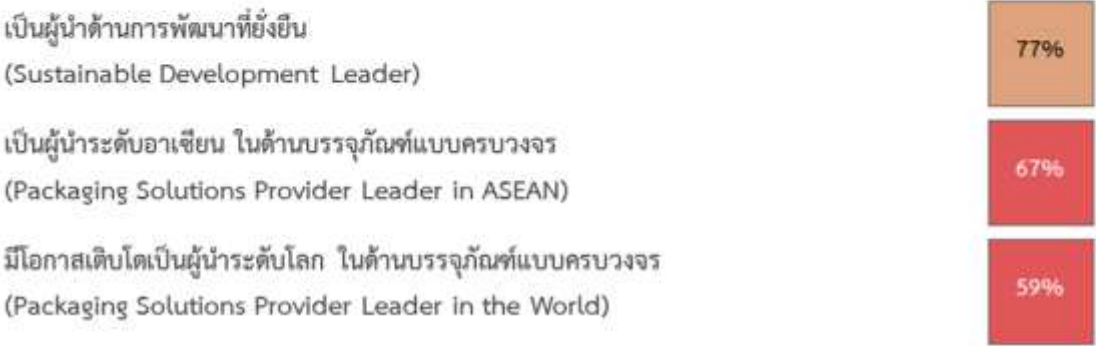 เป็นผู้นำด้านการพัฒนาที่ยั่งยืน
(Sustainable Development Leader)
77%
เป็นผู้นำระดับอาเซียน ในด้านบรรจุภัณฑ์แบบครบวงจร
(Packaging Solutions Provider Leader in ASEAN)
67%
มีโอกาสเติบโตเป็นผู้นำระดับโลก ในด้านบรรจุภัณฑ์แบบครบวงจร
(Packaging Solutions Provider Leader in the World)
59%